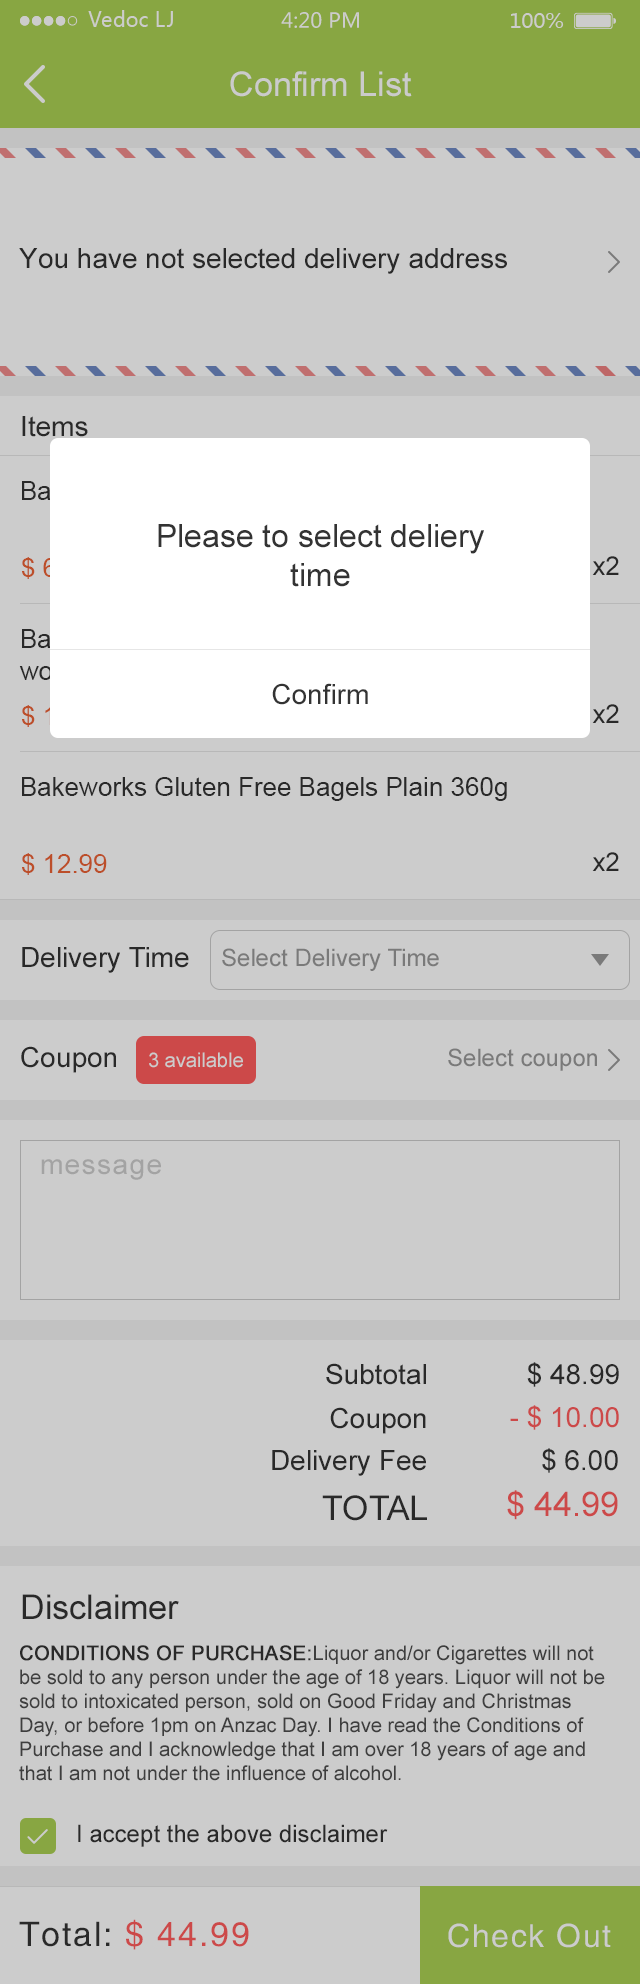 Vedoc LJ 4:20 PM 100%
Confirm List
You have not selected delivery address
Items
Ba
$ 6 x2
Please to select deliery
time
Confirm
Ba
wo
$ 1 x2
Bakeworks Gluten Free Bagels Plain 360g
$ 12.99 x2
Delivery Time Select Delivery Time
Coupon 3 available Select coupon
message
Subtotal $ 48.99
Coupon - $ 10.00
Delivery Fee $ 6.00
TOTAL $ 44.99
Disclaimer
CONDITIONS OF PURCHASE:Liquor and/or Cigarettes will not
be sold to any person under the age of 18 years. Liquor will not be
sold to intoxicated person, sold on Good Friday and Christmas
Day, or before 1pm on Anzac Day. I have read the Conditions of
Purchase and I acknowledge that I am over 18 years of age and
that I am not under the influence of alcohol.
I accept the above disclaimer
Total: $ 44.99 Check Out